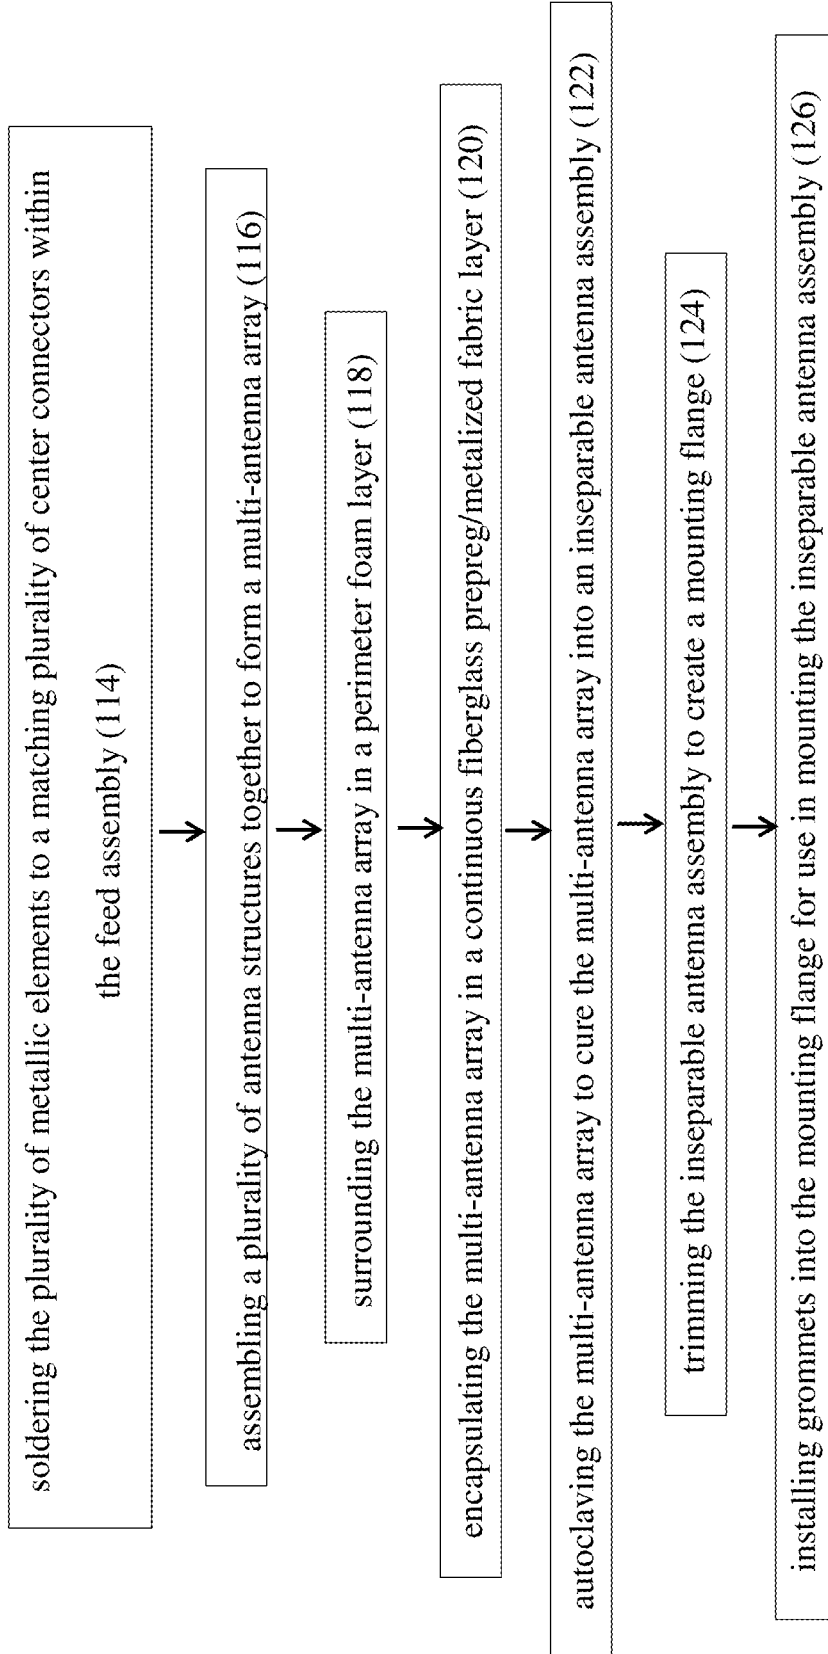 soldering the plurality of metallic elements to a matching plurality of center connectors within
the feed assembly (114)
assembling a plurality of antenna structures together to form a multi-antenna array (116)
surrounding the multi-antenna array in a perimeter foam layer (118)
encapsulating the multi-antenna array in a continuous fiberglass prepreg/metalized fabric layer (120)
autoclaving the multi-antenna array to cure the multi-antenna array into an inseparable antenna assembly (122)
trimming the inseparable antenna assembly to create a mounting flange (124)
installing grommets into the mounting flange for use in mounting the inseparable antenna assembly (126)